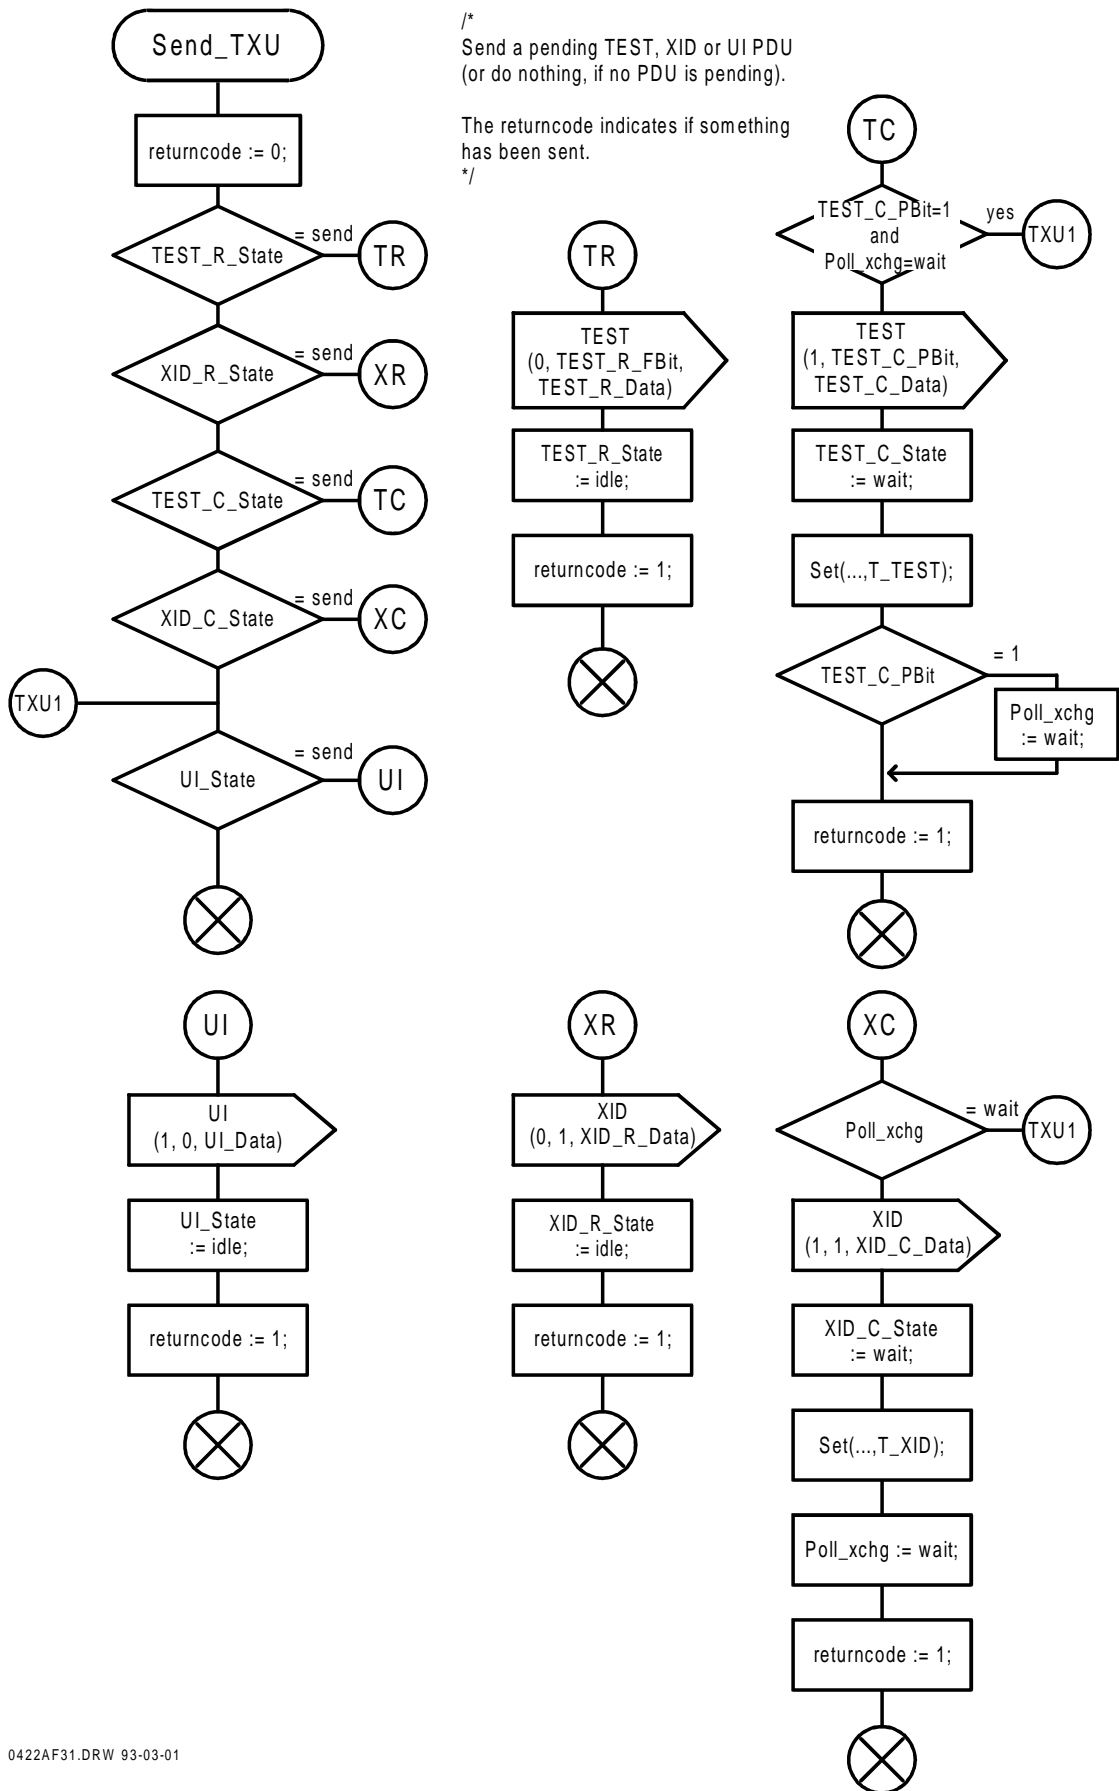 Send_TXU
/*
Send a pending TEST, XID or UI PDU
(or do nothing, if no PDU is pending).
The returncode indicates if something
has been sent.
*/
returncode := 0;
TEST_R_State
= send
TR
XID_R_State
= send
XR
TEST_C_State
= send
TC
XID_C_State
= send
XC
TXU1
UI_State
= send
UI
TR
TEST
(0, TEST_R_FBit,
TEST_R_Data)
TEST_R_State
:= idle;
returncode := 1;
TC
TEST_C_PBit=1
and
Poll_xchg=wait
yes
TXU1
TEST
(1, TEST_C_PBit,
TEST_C_Data)
TEST_C_State
:= wait;
Set(...,T_TEST);
TEST_C_PBit
= 1
Poll_xchg
:= wait;
returncode := 1;
UI
UI
(1, 0, UI_Data)
UI_State
:= idle;
returncode := 1;
XR
XID
(0, 1, XID_R_Data)
XID_R_State
:= idle;
returncode := 1;
XC
Poll_xchg
= wait
TXU1
XID
(1, 1, XID_C_Data)
XID_C_State
:= wait;
Set(...,T_XID);
Poll_xchg := wait;
returncode := 1;
0422AF31.DRW 93-03-01